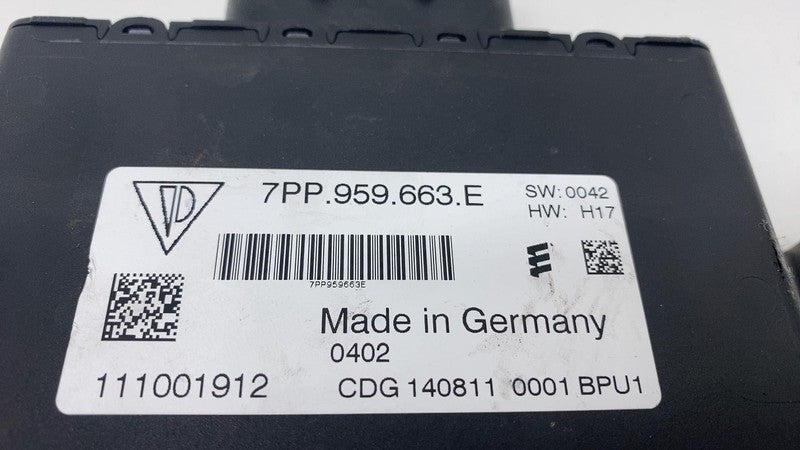 7PP.959.663.E
SW:0042
HW: H17
7PP959663E
Made in Germany
0402
111001912
CDG 140811 0001 BPU1